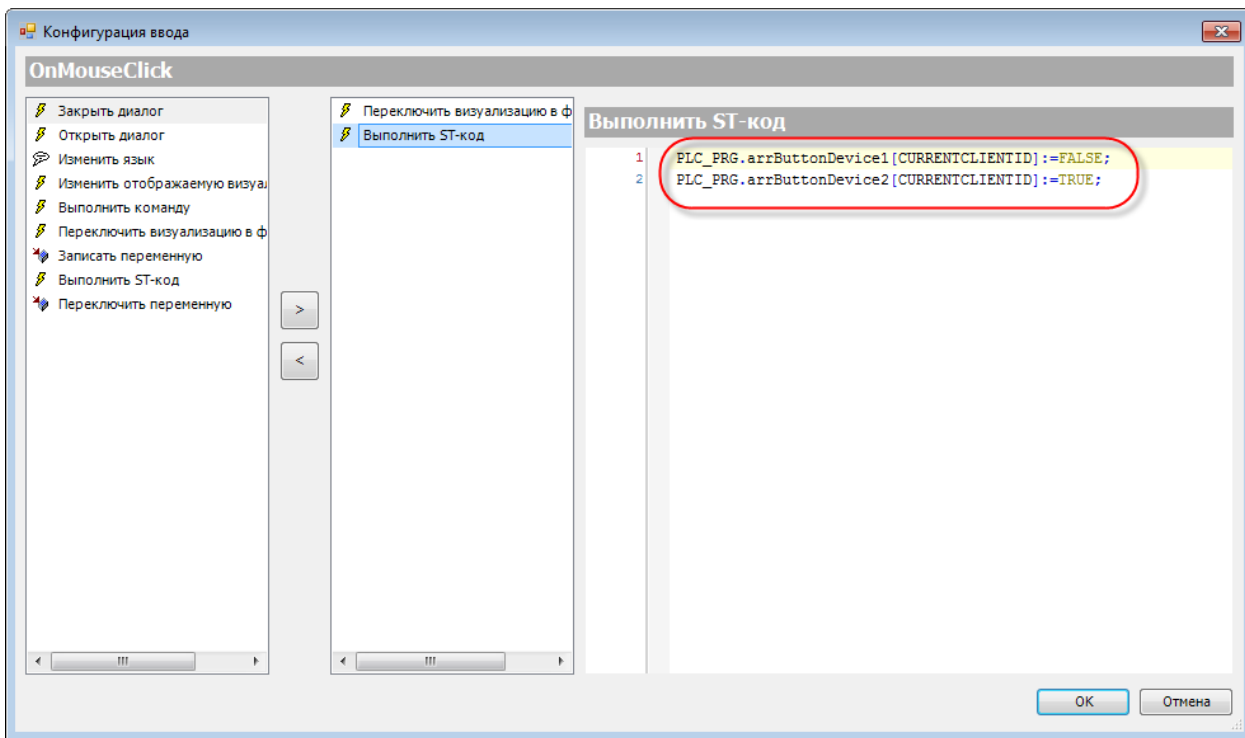 Конфигурация ввода
OnMouseClick
Закрыть диалог
Открыть диалог
Изменить язык
Изменить отображаемую визуал
Выполнить команду
Переключить визуализацию в ф
Записать переменную
Выполнить ST-код
Переключить переменную
>
<
Переключить визуализацию в ф
Выполнить ST-код
Выполнить ST-код
1 PLC_PRG.arrButtonDevice1[CURRENTCLIENTID]:=FALSE;
2 PLC_PRG.arrButtonDevice2[CURRENTCLIENTID]:=TRUE;
OK Отмена